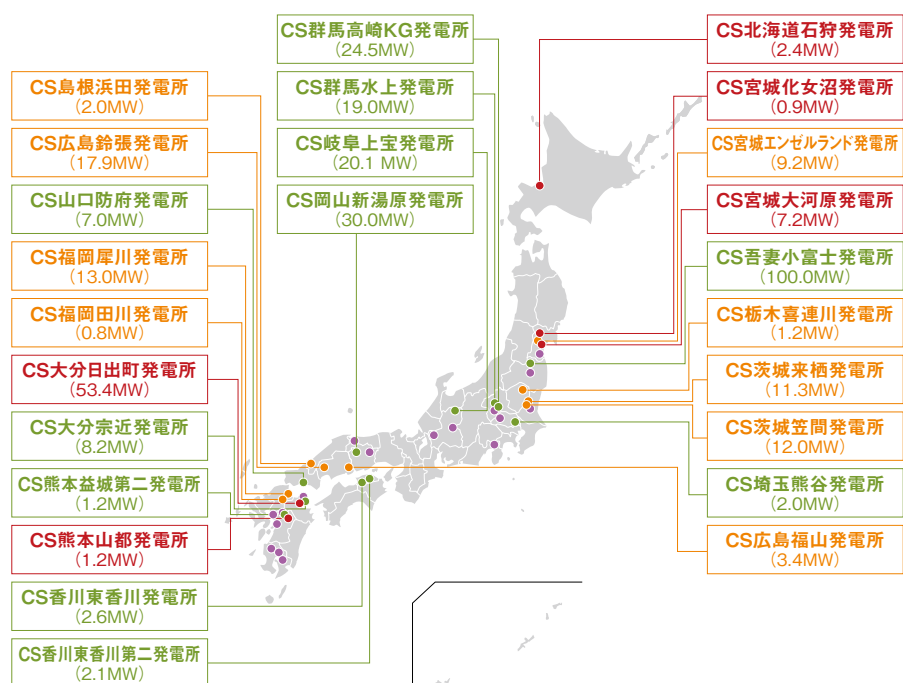 CS群馬高崎KG発電所
(24.5MW)
CS群馬水上発電所
(19.0MW)
CS岐阜上宝発電所
(20.1 MW)
CS岡山新湯原発電所
(30.0MW)
CS島根浜田発電所
(2.0MW)
CS広島鈴張発電所
(17.9MW)
CS山口防府発電所
(7.0MW)
CS福岡犀川発電所
(13.0MW)
CS福岡田川発電所
(0.8MW)
CS大分日出町発電所
(53.4MW)
CS大分宗近発電所
(8.2MW)
CS熊本益城第二発電所
(1.2MW)
CS熊本山都発電所
(1.2MW)
CS香川東香川発電所
(2.6MW)
CS香川東香川第二発電所
(2.1MW)
CS北海道石狩発電所
(2.4MW)
CS宮城化女沼発電所
(0.9MW)
CS宮城エンゼルランド発電所
(9.2MW)
CS宮城大河原発電所
(7.2MW)
CS吾妻小富士発電所
(100.0MW)
CS栃木喜連川発電所
(1.2MW)
CS茨城来栖発電所
(11.3MW)
CS茨城笠間発電所
(12.0MW)
CS埼玉熊谷発電所
(2.0MW)
CS広島福山発電所
(3.4MW)